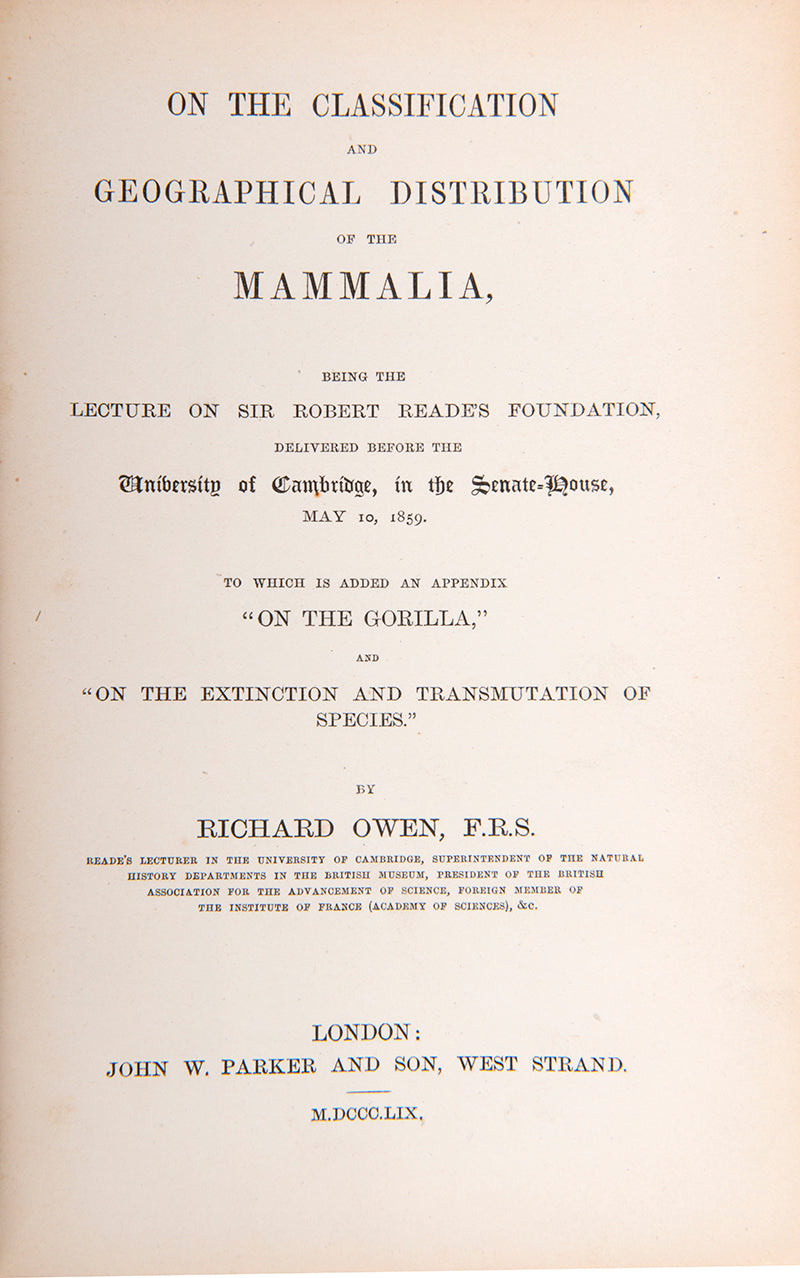 ON THE CLASSIFICATION
AND
GEOGRAPHICAL DISTRIBUTION
OF THE
MAMMALIA,
BEING THE
LECTURE ON SIR ROBERT READE'S FOUNDATION,
DELIVERED BEFORE THE
University of Cambridge, in the Senate-House,
MAY 10, 1859.
TO WHICH IS ADDED AN APPENDIX
“ON THE GORILLA,”
AND
“ON THE EXTINCTION AND TRANSMUTATION OF
SPECIES.”
BY
RICHARD OWEN, F.R.S.
READE'S LECTURER IN THE UNIVERSITY OF CAMBRIDGE, SUPERINTENDENT OF THE NATURAL
HISTORY DEPARTMENTS IN THE BRITISH MUSEUM, PRESIDENT OF THE BRITISH
ASSOCIATION FOR THE ADVANCEMENT OF SCIENCE, FOREIGN MEMBER OF
THE INSTITUTE OF FRANCE (ACADEMY OF SCIENCES), &C.
LONDON:
JOHN W. PARKER AND SON, WEST STRAND.
M.DCCC.LIX.